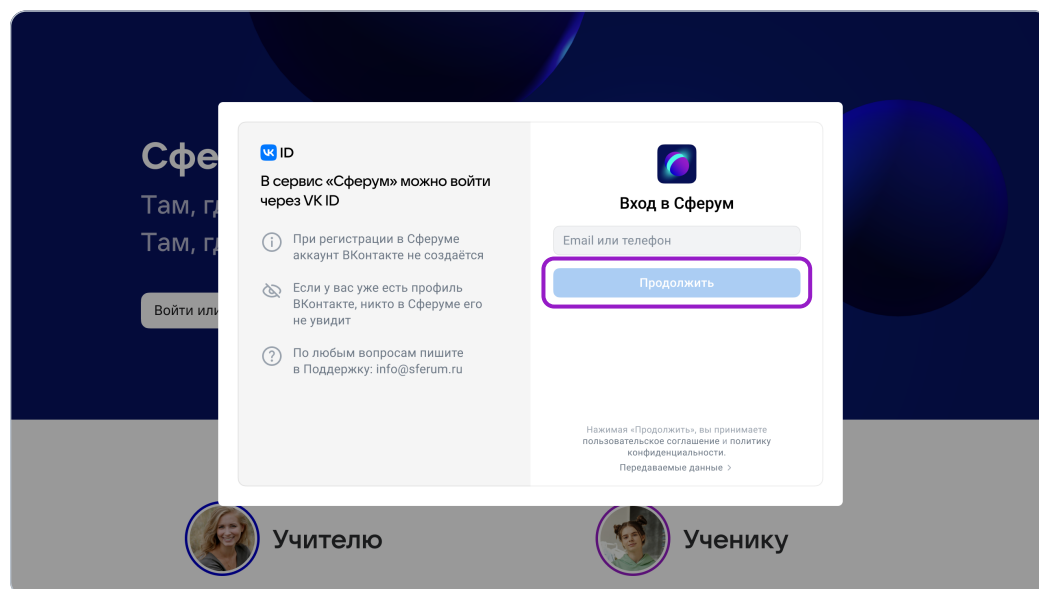 Сфе
Там, г
Там, г
Войти или
VK ID
В сервис «Сферум» можно войти
через VK ID
При регистрации в Сферуме
аккаунт ВКонтакте не создаётся
Если у вас уже есть профиль
ВКонтакте, никто в Сферуме его
не увидит
По любым вопросам пишите
в Поддержку: info@sferum.ru
Вход в Сферум
Email или телефон
Продолжить
Нажимая «Продолжить», вы принимаете
пользовательское соглашение и политику
конфиденциальности.
Передаваемые данные >
Учителю
Ученику